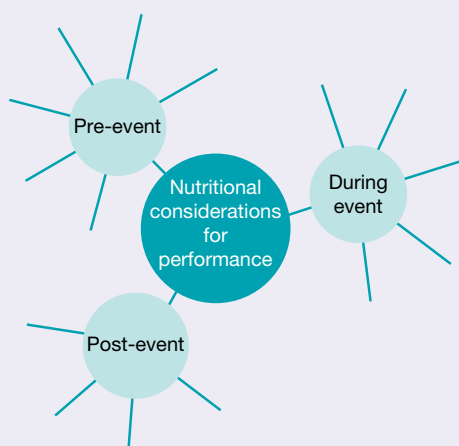 Pre-event
Nutritional
considerations
for
performance
During
event
Post-event